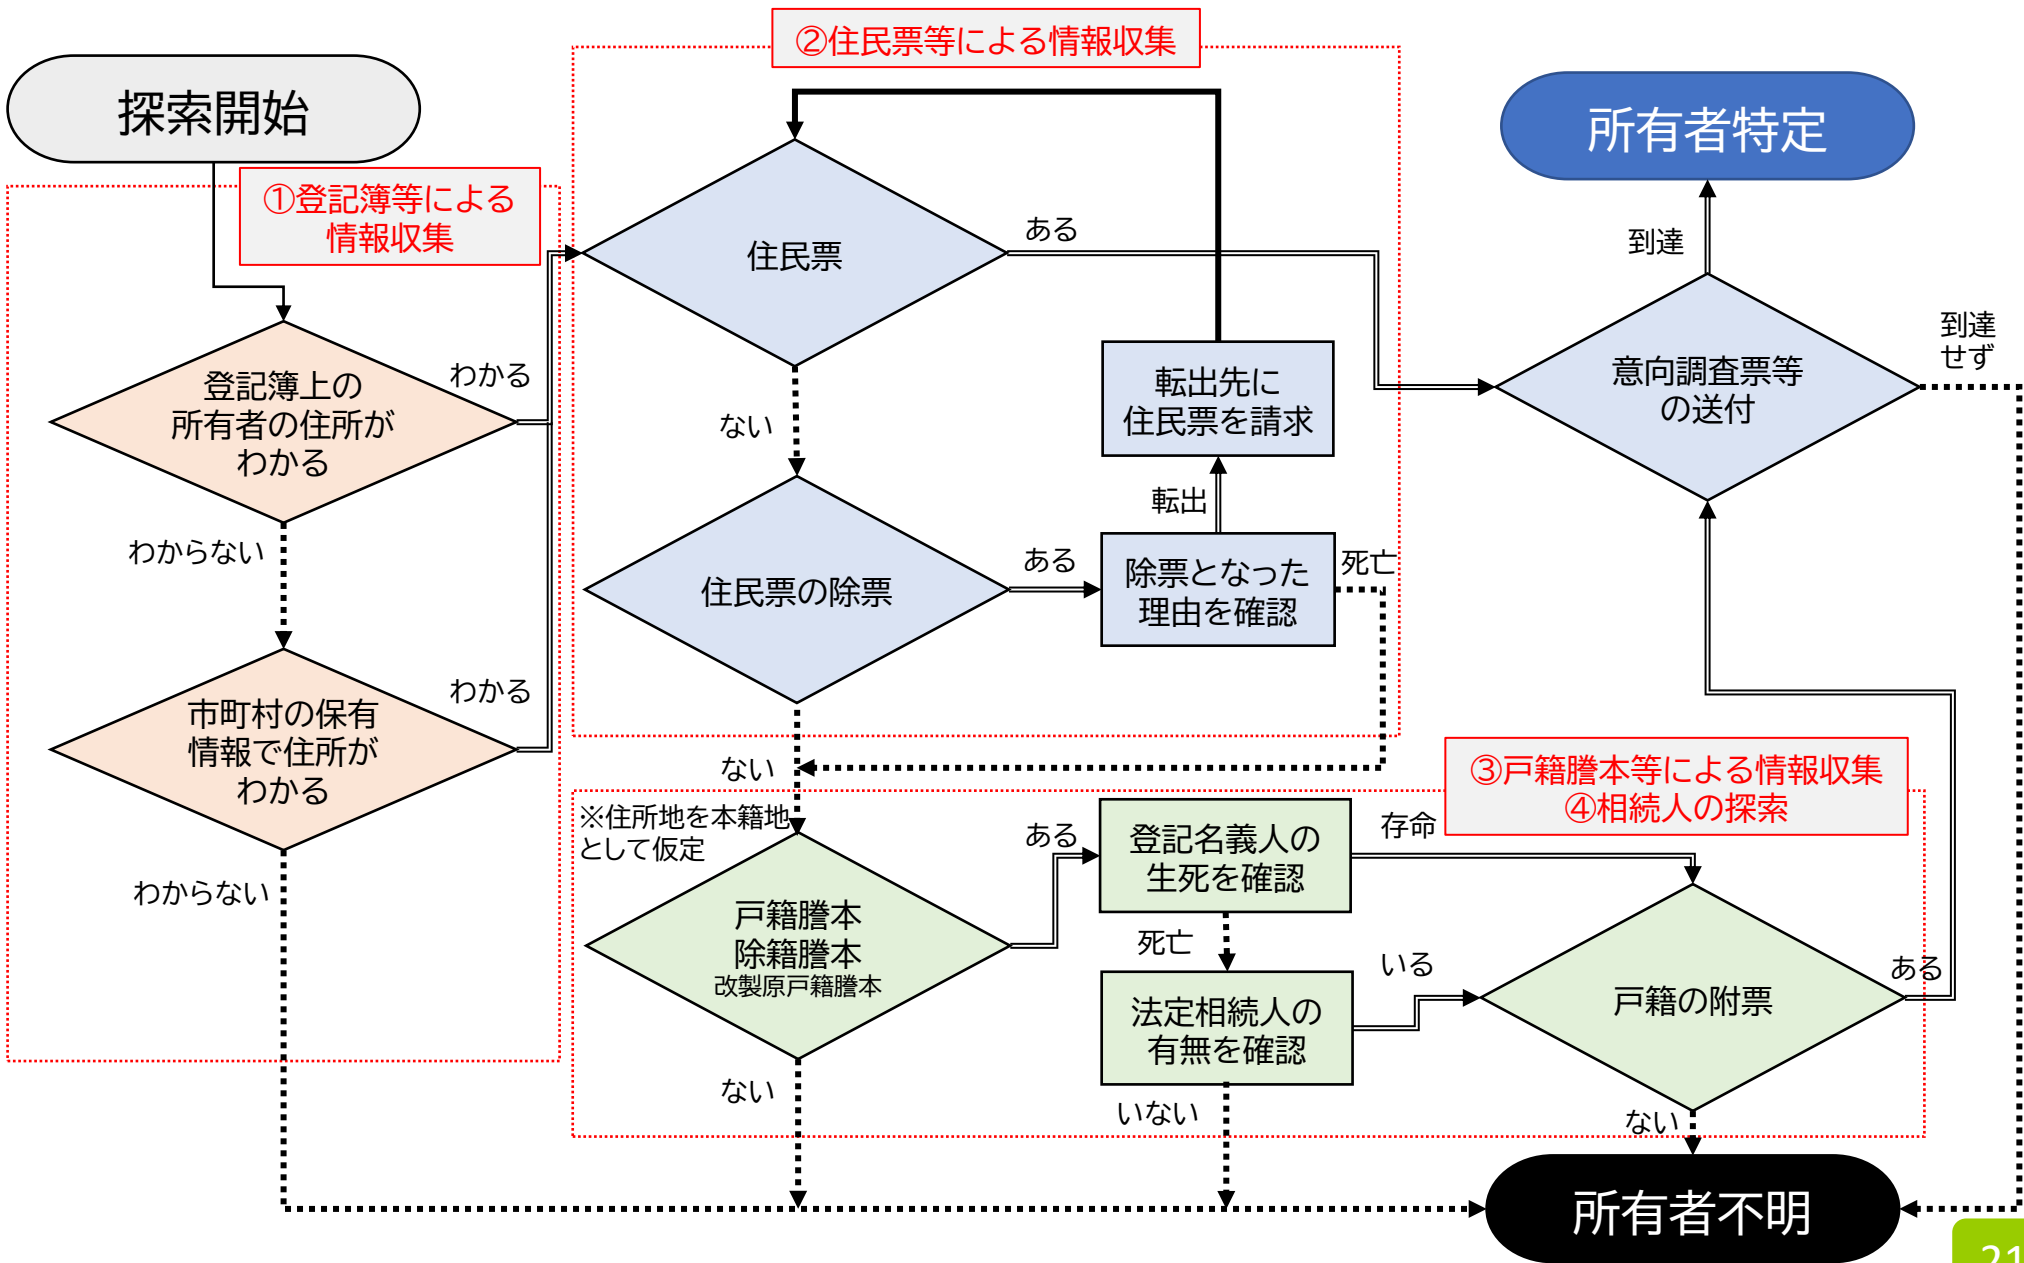 探索開始
①登記簿等による
情報収集
登記簿上の
所有者の住所が
わかる
わかる
わからない
市町村の保有
情報で住所が
わかる
わかる
わからない
②住民票等による情報収集
住民票
ある
ない
転出先に
住民票を請求
転出
住民票の除票
ある
除票となった
理由を確認
死亡
ない
所有者特定
到達
意向調査票等
の送付
到達
せず
③戸籍謄本等による情報収集
④相続人の探索
※住所地を本籍地
として仮定
戸籍謄本
除籍謄本
改製原戸籍謄本
ある
ない
登記名義人の
生死を確認
存命
死亡
法定相続人の
有無を確認
いる
いない
戸籍の附票
ある
ない
所有者不明
21